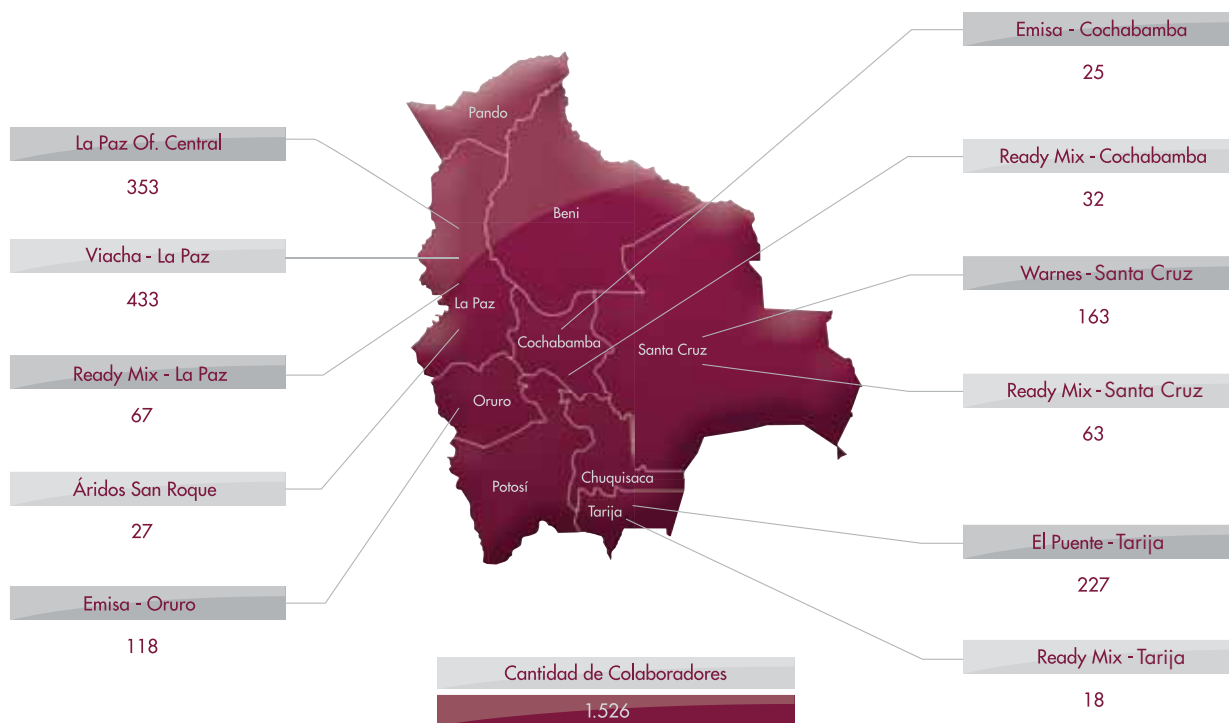 La Paz Of. Central
353
Viacha - La Paz
433
Ready Mix - La Paz
67
Áridos San Roque
27
Emisa - Oruro
118
Pando
Beni
La Paz
Cochabamba
Santa Cruz
Oruro
Potosí
Chuquisaca
Tarija
Emisa - Cochabamba
25
Ready Mix - Cochabamba
32
Warnes - Santa Cruz
163
Ready Mix - Santa Cruz
63
El Puente - Tarija
227
Ready Mix - Tarija
18
Cantidad de Colaboradores
1.526